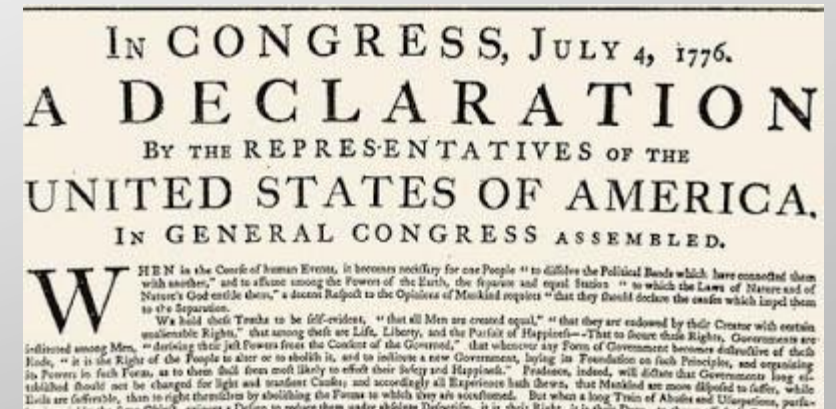 IN CONGRESS, JULY 4, 1776.
A DECLARATION
BY THE REPRESENTATIVES OF THE
UNITED STATES OF AMERICA.
IN GENERAL CONGRESS ASSEMBLED.
WHEN in the Course of human Events, it becomes necessary for one People " to dissolve the Political Bands which have connected them
with another," and to assume among the Powers of the Earth, the separate and equal Station " to which the Laws of Nature and of
Nature's God entitle them," a decent Respect to the Opinions of Mankind requires " that they should declare the causes which impel them
to the Separation.
We hold these Truths to be self-evident, " that all Men are created equal," " that they are endowed by their Creator with certain
unalienable Rights," that among these are Life, Liberty, and the Pursuit of Happiness—That to secure these Rights, Governments are
instituted among Men, " deriving their just Powers from the Consent of the Governed," that whenever any Form of Government becomes destructive of these
Ends, " it is the Right of the People to alter or to abolish it, and to institute a new Government, laying its Foundation on such Principles, and organising
its Powers in such Form, as to them shall seem most likely to effect their Safety and Happiness." Prudence, indeed, will dictate that Governments long es-
tablished should not be changed for light and transient Causes; and accordingly all Experience hath shewn, that Mankind are more disposed to suffer, while
Evils are sufferable, than to right themselves by abolishing the Forms to which they are accustomed. But when a long Train of Abuses and Usurpations, pursu-